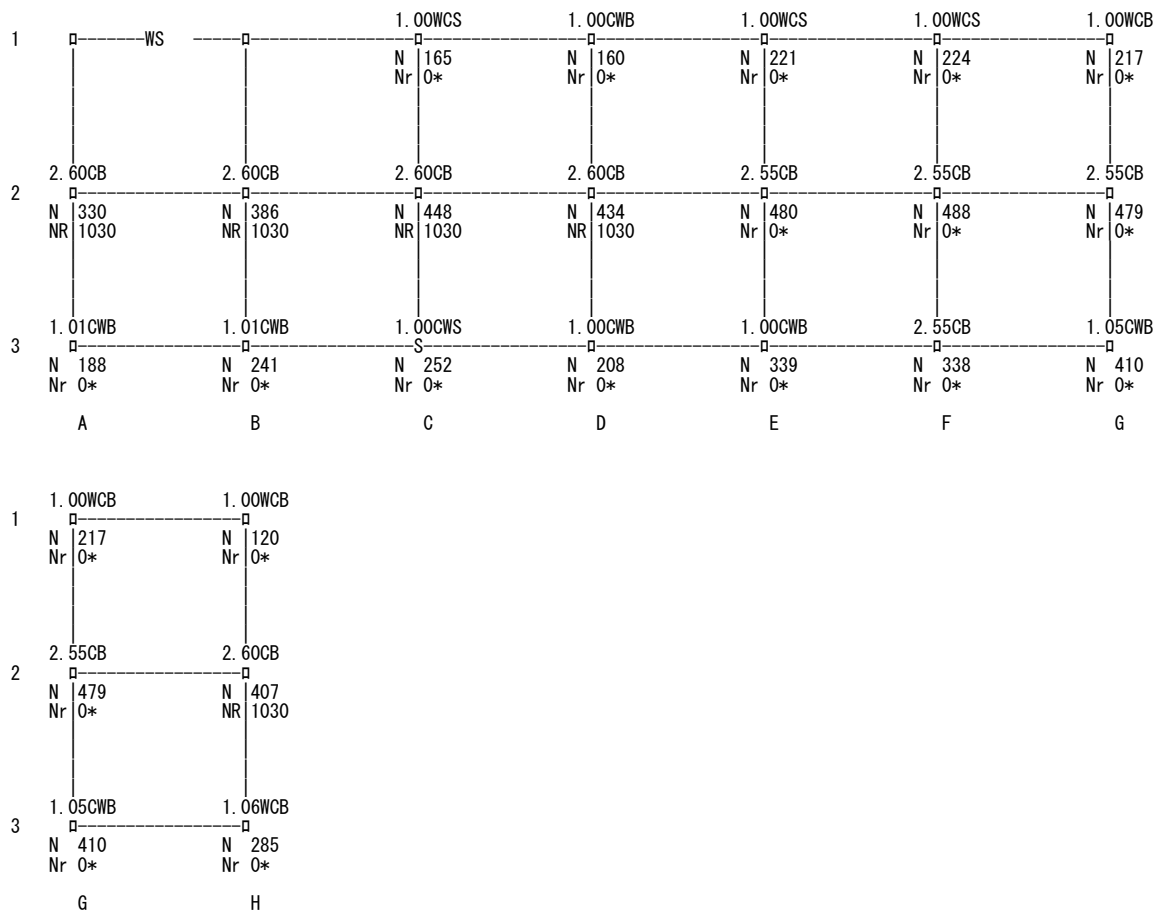 1.00WCS 1.00CWB 1.00WCS 1.00WCS 1.00WCB
1 WS
N 165 N 160 N 221 N 224 N 217
Nr 0* Nr 0* Nr 0* Nr 0* Nr 0*
2.60CB 2.60CB 2.60CB 2.60CB 2.55CB 2.55CB 2.55CB
2
N 330 N 386 N 448 N 434 N 480 N 488 N 479
NR 1030 NR 1030 NR 1030 NR 1030 Nr 0* Nr 0* Nr 0*
1.01CWB 1.01CWB 1.00CWS 1.00CWB 1.00CWB 2.55CB 1.05CWB
3 S
N 188 N 241 N 252 N 208 N 339 N 338 N 410
Nr 0* Nr 0* Nr 0* Nr 0* Nr 0* Nr 0* Nr 0*
A B C D E F G
1.00WCB 1.00WCB
1
N 217 N 120
Nr 0* Nr 0*
2.55CB 2.60CB
2
N 479 N 407
Nr 0* NR 1030
1.05CWB 1.06WCB
3
N 410 N 285
Nr 0* Nr 0*
G H